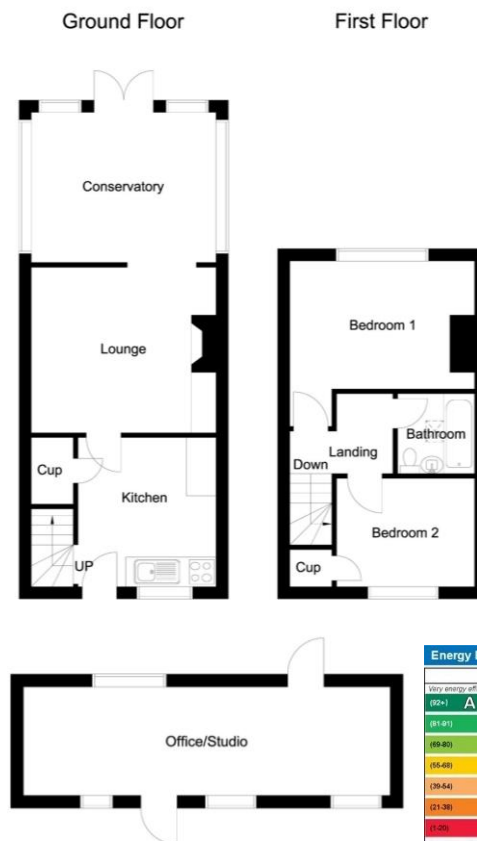 Ground Floor
First Floor
Conservatory
Lounge
Cup
Kitchen
UP
Bedroom 1
Bathroom
Landing
Down
Bedroom 2
Cup
Office/Studio
Energy
Very energy
(92+) A
(81-91)
(69-80)
(55-68)
(39-54)
(21-38)
(1-20)